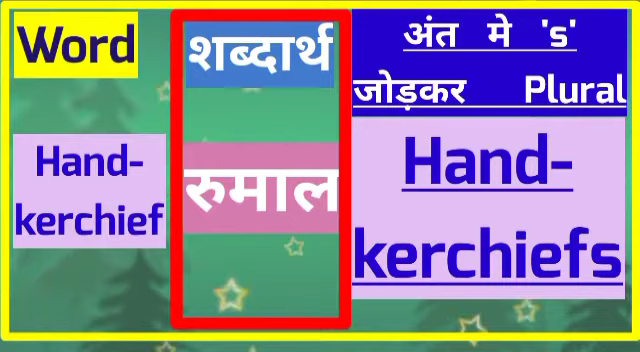 Word
शब्दार्थ
अंत मे 's'
जोड़कर Plural
Hand-
kerchief
रुमाल
Hand-
kerchiefs